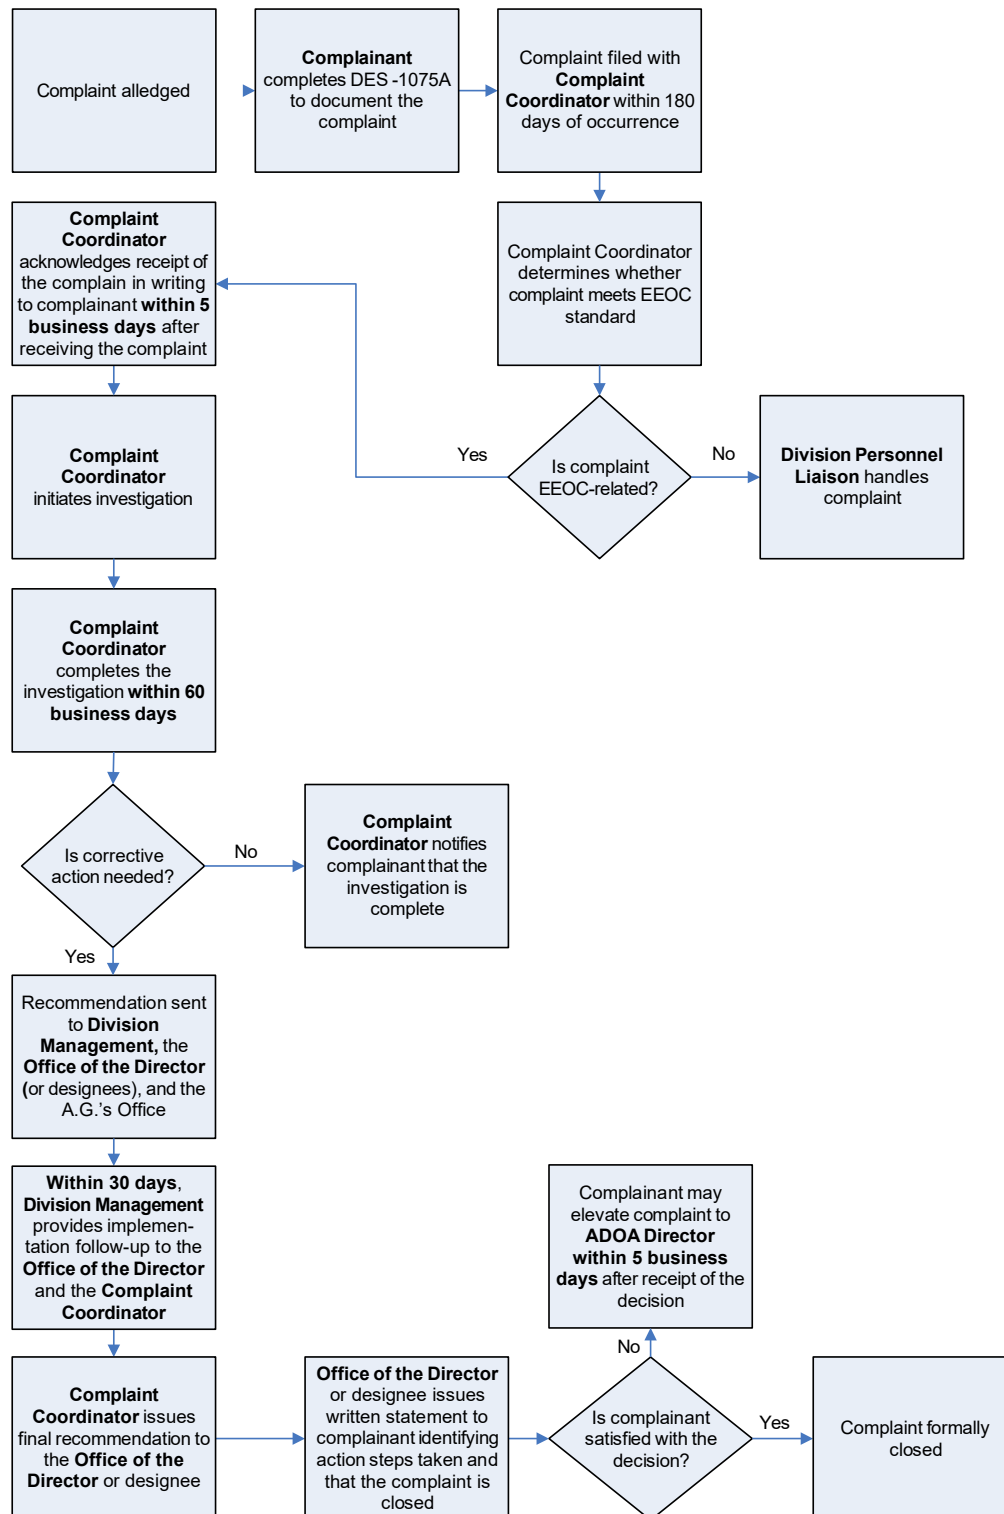 Complaint alledged
Complainant
completes DES -1075A
to document the
complaint
Complaint filed with
Complaint
Coordinator within 180
days of occurrence
Complaint
Coordinator
acknowledges receipt of
the complain in writing
to complainant within 5
business days after
receiving the complaint
Complaint Coordinator
determines whether
complaint meets EEOC
standard
Complaint
Coordinator
initiates investigation
Yes
Is complaint
EEOC-related?
No
Division Personnel
Liaison handles
complaint
Complaint
Coordinator
completes the
investigation within 60
business days
Is corrective
action needed?
No
Complaint
Coordinator notifies
complainant that the
investigation is
complete
Yes
Recommendation sent
to Division
Management, the
Office of the Director
(or designees), and the
A.G.'s Office
Within 30 days,
Division Management
provides implemen-
tation follow-up to the
Office of the Director
and the Complaint
Coordinator
Complainant may
elevate complaint to
ADOA Director
within 5 business
days after receipt of the
decision
No
Complaint
Coordinator issues
final recommendation to
the Office of the
Director or designee
Office of the Director
or designee issues
written statement to
complainant identifying
action steps taken and
that the complaint is
closed
Is complainant
satisfied with the
decision?
Yes
Complaint formally
closed